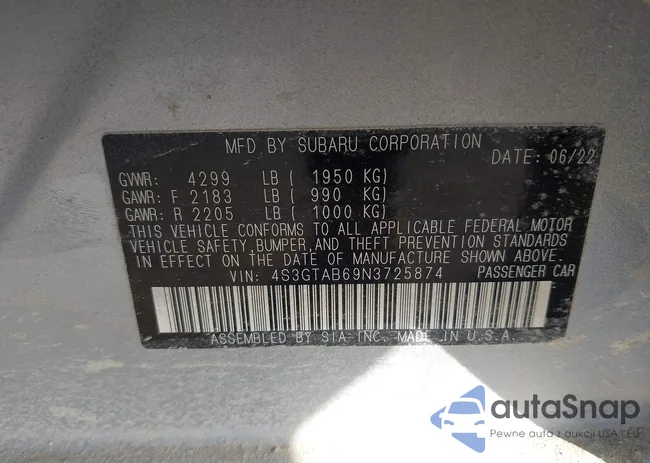 MFD BY SUBARU CORPORATION
DATE: 06/22
GVWR: 4299 LB ( 1950 KG)
GAWR: F 2183 LB ( 990 KG)
GAWR: R 2205 LB ( 1000 KG)
THIS VEHICLE CONFORMS TO ALL APPLICABLE FEDERAL MOTOR
VEHICLE SAFETY,BUMPER,AND THEFT PREVENTION STANDARDS
IN EFFECT ON THE DATE OF MANUFACTURE SHOWN ABOVE.
VIN: 4S3GTAB69N3725874 PASSENGER CAR
ASSEMBLED BY SIA INC. MADE IN U.S.A.
autaSnap
Pewne auta z aukcji USA i EU